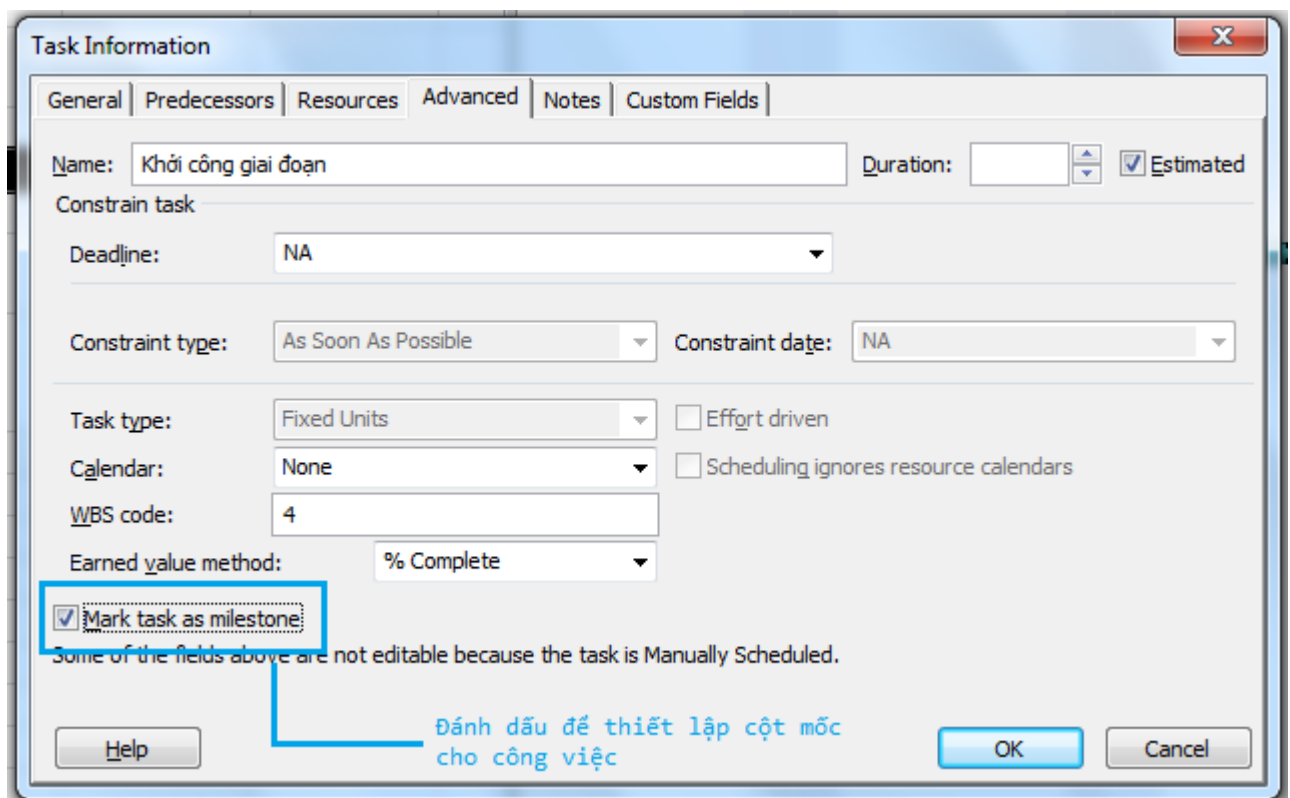 Task Information
General Predecessors Resources Advanced Notes Custom Fields
Name: Khởi công giai đoạn Duration: Estimated
Constrain task
Deadline: NA
Constraint type: As Soon As Possible Constraint date: NA
Task type: Fixed Units Effort driven
Calendar: None Scheduling ignores resource calendars
WBS code: 4
Earned value method: % Complete
Mark task as milestone
Some of the fields above are not editable because the task is Manually Scheduled.
Đánh dấu để thiết lập cột mốc
cho công việc
Help OK Cancel